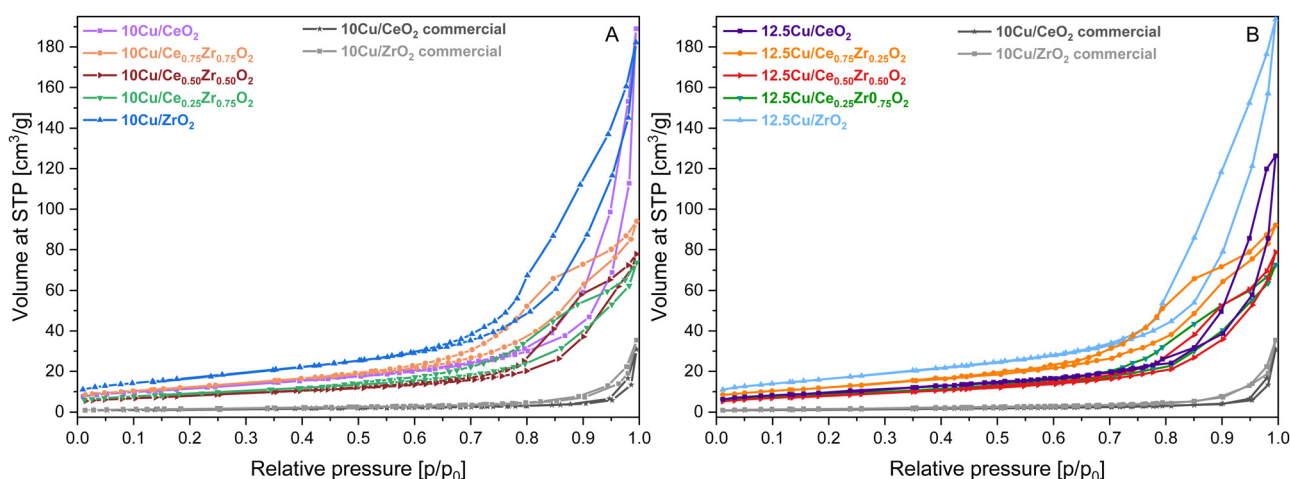 A
10Cu/CeO₂
10Cu/Ce₀.₇₅Zr₀.₇₅O₂
10Cu/Ce₀.₅₀Zr₀.₅₀O₂
10Cu/Ce₀.₂₅Zr₀.₇₅O₂
10Cu/ZrO₂
10Cu/CeO₂ commercial
10Cu/ZrO₂ commercial
Volume at STP [cm³/g]
180
160
140
120
100
80
60
40
20
0
0.0 0.1 0.2 0.3 0.4 0.5 0.6 0.7 0.8 0.9 1.0
Relative pressure [p/p₀]
B
12.5Cu/CeO₂
12.5Cu/Ce₀.₇₅Zr₀.₂₅O₂
12.5Cu/Ce₀.₅₀Zr₀.₅₀O₂
12.5Cu/Ce₀.₂₅Zr0.₇₅O₂
12.5Cu/ZrO₂
10Cu/CeO₂ commercial
10Cu/ZrO₂ commercial
Volume at STP [cm³/g]
180
160
140
120
100
80
60
40
20
0
0.0 0.1 0.2 0.3 0.4 0.5 0.6 0.7 0.8 0.9 1.0
Relative pressure [p/p₀]